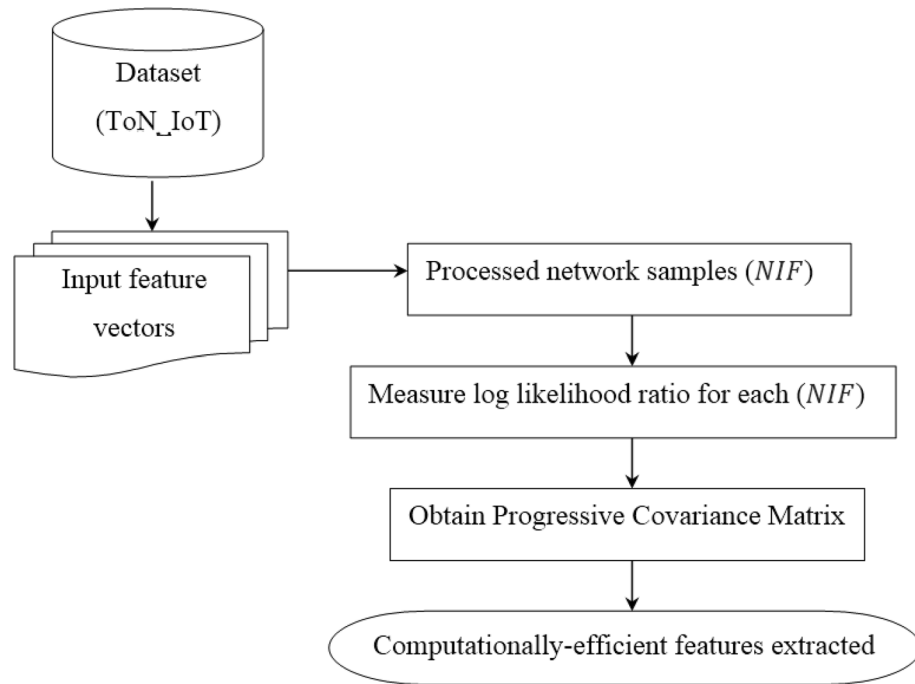 Dataset
(ToN_IoT)
Input feature
vectors
Processed network samples (NIF)
Measure log likelihood ratio for each (NIF)
Obtain Progressive Covariance Matrix
Computationally-efficient features extracted